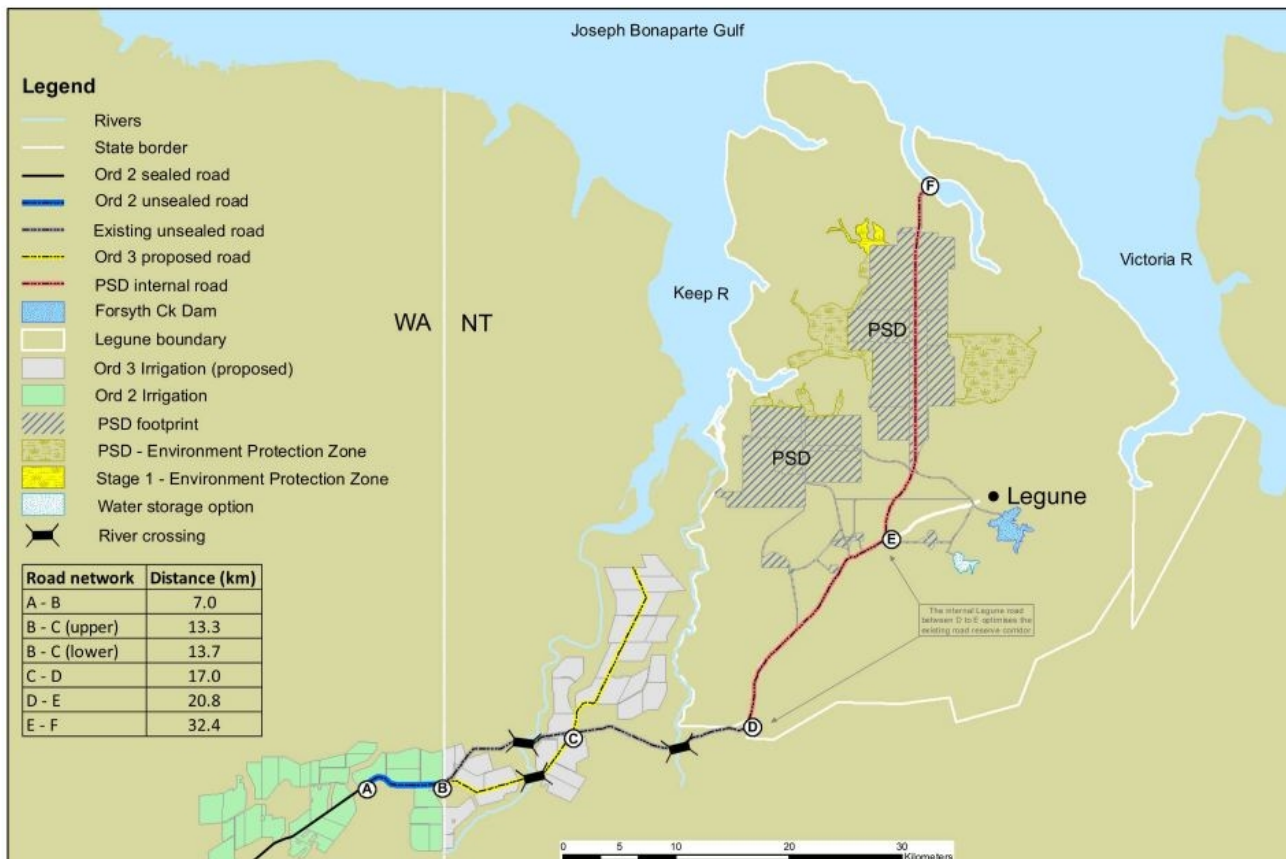 Joseph Bonaparte Gulf
Legend
Rivers
State border
Ord 2 sealed road
Ord 2 unsealed road
Existing unsealed road
Ord 3 proposed road
PSD internal road
Forsyth Ck Dam
Legune boundary
Ord 3 Irrigation (proposed)
Ord 2 Irrigation
PSD footprint
PSD - Environment Protection Zone
Stage 1 - Environment Protection Zone
Water storage option
River crossing
Road network Distance (km)
A - B 7.0
B - C (upper) 13.3
B - C (lower) 13.7
C - D 17.0
D - E 20.8
E - F 32.4
WA NT
Keep R
Victoria R
F
PSD
PSD
Legune
E
The internal Legune road
between D to E optimises the
existing road reserve corridor
D
C
A
B
0 5 10 20 30
Kilometers